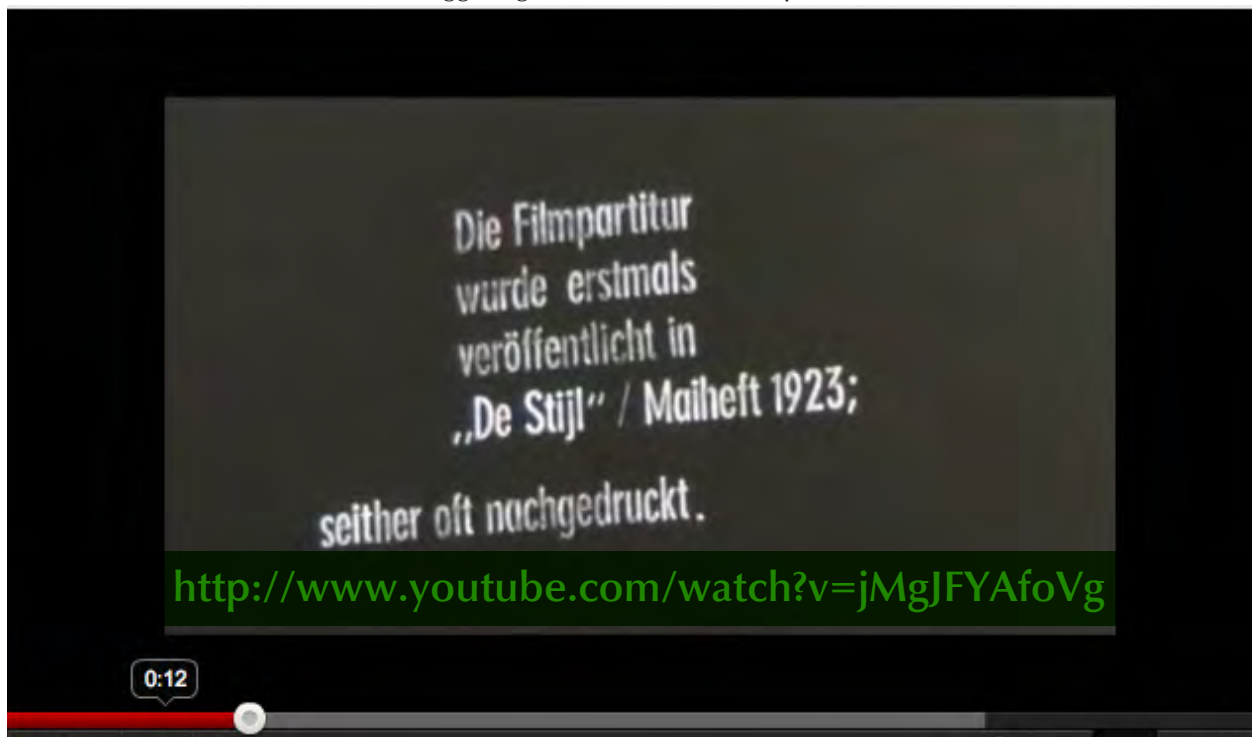 Die Filmpartitur
wurde erstmals
veröffentlicht in
„De Stijl“ / Maiheft 1923;
seither oft nachgedruckt.
http://www.youtube.com/watch?v=jMgJFYAfoVg
0:12